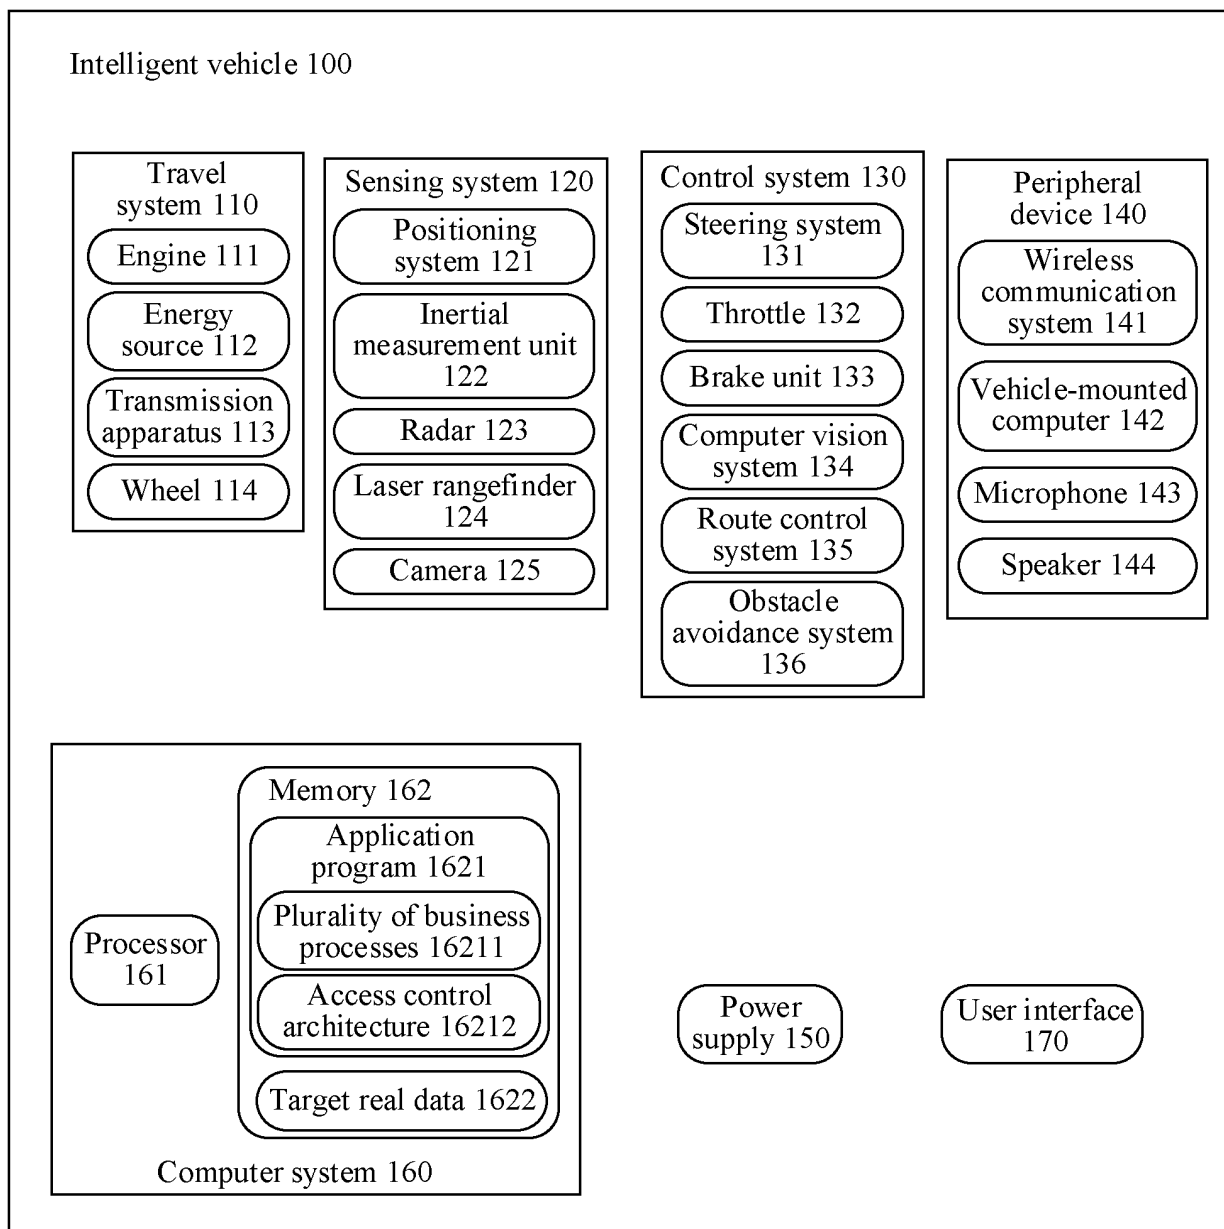 Intelligent vehicle 100
Travel
system 110
Engine 111
Energy
source 112
Transmission
apparatus 113
Wheel 114
Sensing system 120
Positioning
system 121
Inertial
measurement unit
122
Radar 123
Laser rangefinder
124
Camera 125
Control system 130
Steering system
131
Throttle 132
Brake unit 133
Computer vision
system 134
Route control
system 135
Obstacle
avoidance system
136
Peripheral
device 140
Wireless
communication
system 141
Vehicle-mounted
computer 142
Microphone 143
Speaker 144
Processor
161
Memory 162
Application
program 1621
Plurality of business
processes 16211
Access control
architecture 16212
Target real data 1622
Computer system 160
Power
supply 150
User interface
170